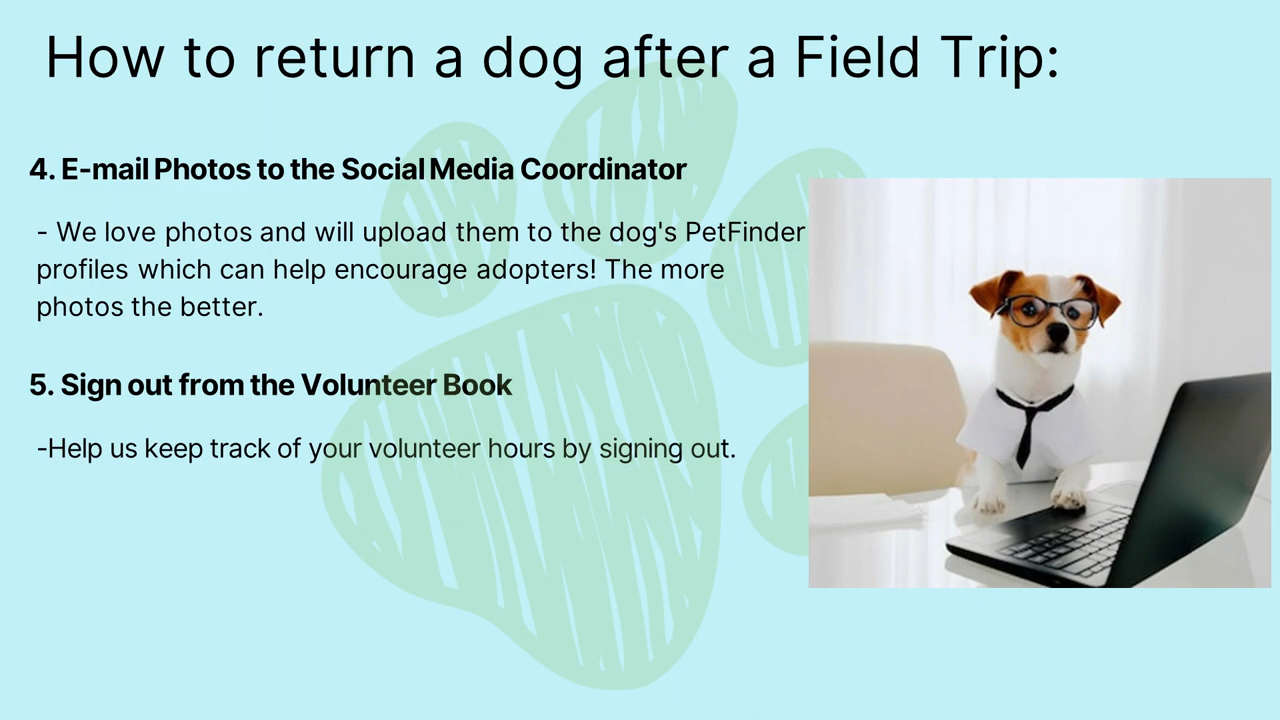 How to return a dog after a Field Trip:
4. E-mail Photos to the Social Media Coordinator
- We love photos and will upload them to the dog's PetFinder
profiles which can help encourage adopters! The more
photos the better.
5. Sign out from the Volunteer Book
-Help us keep track of your volunteer hours by signing out.